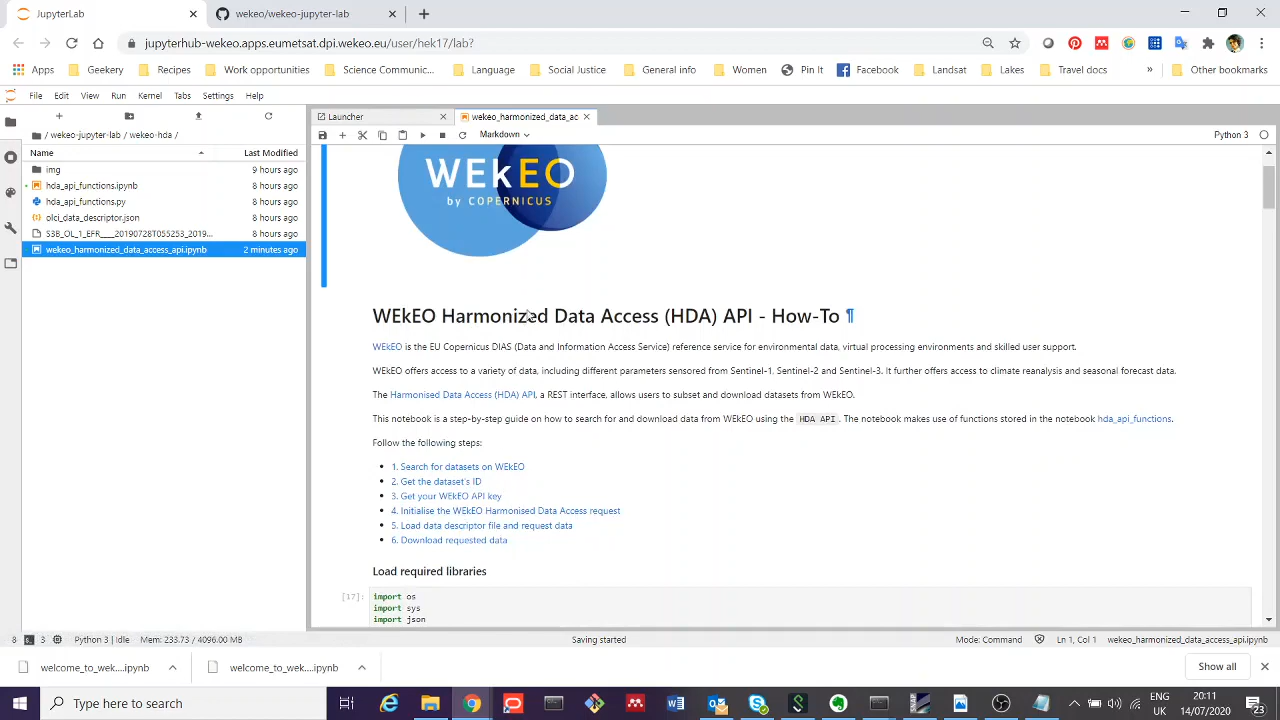 JupyterLab
wekeo/wekeo-jupyter-lab
jupyterhub-wekeo.apps.eumetsat.dpi.wekeo.eu/user/hek17/lab?
Apps
Geekery
Recipes
Work opportunities
Science Communic...
Language
Social Justice
General info
Women
Pin It
Facebook
Landsat
Lakes
Travel docs
»
Other bookmarks
File Edit View Run Kernel Tabs Settings Help
Launcher
wekeo_harmonized_data_ac
/ wekeo-jupyter-lab / wekeo-hda /
Markdown
Python 3
Name Last Modified
img 9 hours ago
hda_api_functions.ipynb 8 hours ago
hda_api_functions.py 8 hours ago
olci_data_descriptor.json 8 hours ago
S3B_OL_1_EFR____20190728T055253_2019... 8 hours ago
wekeo_harmonized_data_access_api.ipynb 2 minutes ago
WEkEO
by COPERNICUS
WEkEO Harmonized Data Access (HDA) API - How-To ¶
WEkEO is the EU Copernicus DIAS (Data and Information Access Service) reference service for environmental data, virtual processing environments and skilled user support.
WEkEO offers access to a variety of data, including different parameters sensored from Sentinel-1, Sentinel-2 and Sentinel-3. It further offers access to climate reanalysis and seasonal forecast data.
The Harmonised Data Access (HDA) API, a REST interface, allows users to subset and download datasets from WEkEO.
This notebook is a step-by-step guide on how to search for and download data from WEkEO using the HDA API. The notebook makes use of functions stored in the notebook hda_api_functions.
Follow the following steps:
• 1. Search for datasets on WEkEO
• 2. Get the dataset's ID
• 3. Get your WEkEO API key
• 4. Initialise the WEkEO Harmonised Data Access request
• 5. Load data descriptor file and request data
• 6. Download requested data
Load required libraries
[17]: import os
import sys
import json
8 3 Python 3 | Idle Mem: 233.73 / 4096.00 MB
Saving started
Mode: Command
Ln 1, Col 1
wekeo_harmonized_data_access_api.ipynb
welcome_to_wek....ipynb
welcome_to_wek....ipynb
Show all
Type here to search
ENG
UK
20:11
14/07/2020
23